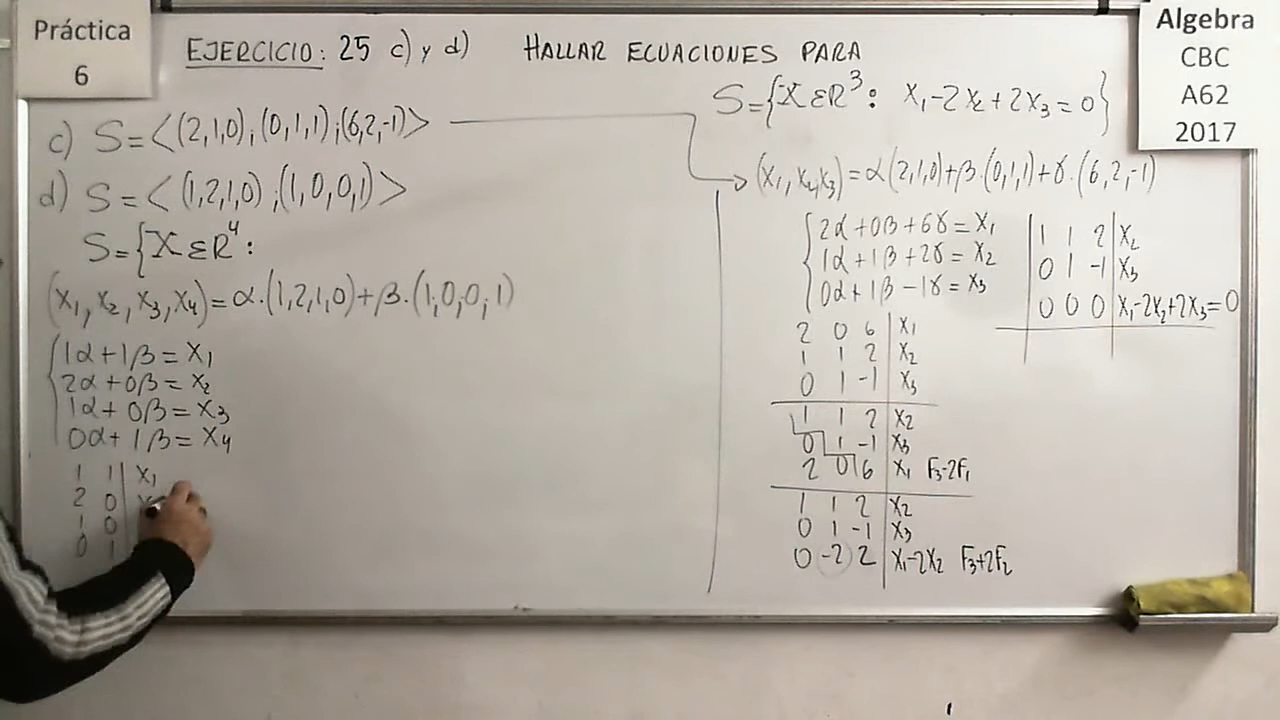 Práctica
6
EJERCICIO: 25 c) y d) HALLAR ECUACIONES PARA
Algebra
CBC
A62
2017
c) S=<(2,1,0);(0,1,1);(6,2,-1)>
d) S=<(1,2,1,0);(1,0,0,1)>
S={X ε R⁴:
(x₁,x₂,x₃,x₄)=α.(1,2,1,0)+β.(1,0,0,1)
1α+1β=x₁
2α+0β=x₂
1α+0β=x₃
0α+1β=x₄
1 1 | x₁
2 0
1 0
0 1
S={X ε R³: x₁-2x₂+2x₃=0}
(x₁,x₂,x₃)=α(2,1,0)+β.(0,1,1)+γ.(6,2,-1)
2α+0β+6γ=x₁
1α+1β+2γ=x₂
0α+1β-1γ=x₃
2 0 6 | x₁
1 1 2 | x₂
0 1 -1 | x₃
1 1 2 | x₂
0 1 -1 | x₃
2 0 6 | x₁ F₃-2F₁
1 1 2 | x₂
0 1 -1 | x₃
0 -2 2 | x₁-2x₂ F₃+2F₂
1 1 2 | x₂
0 1 -1 | x₃
0 0 0 | x₁-2x₂+2x₃=0